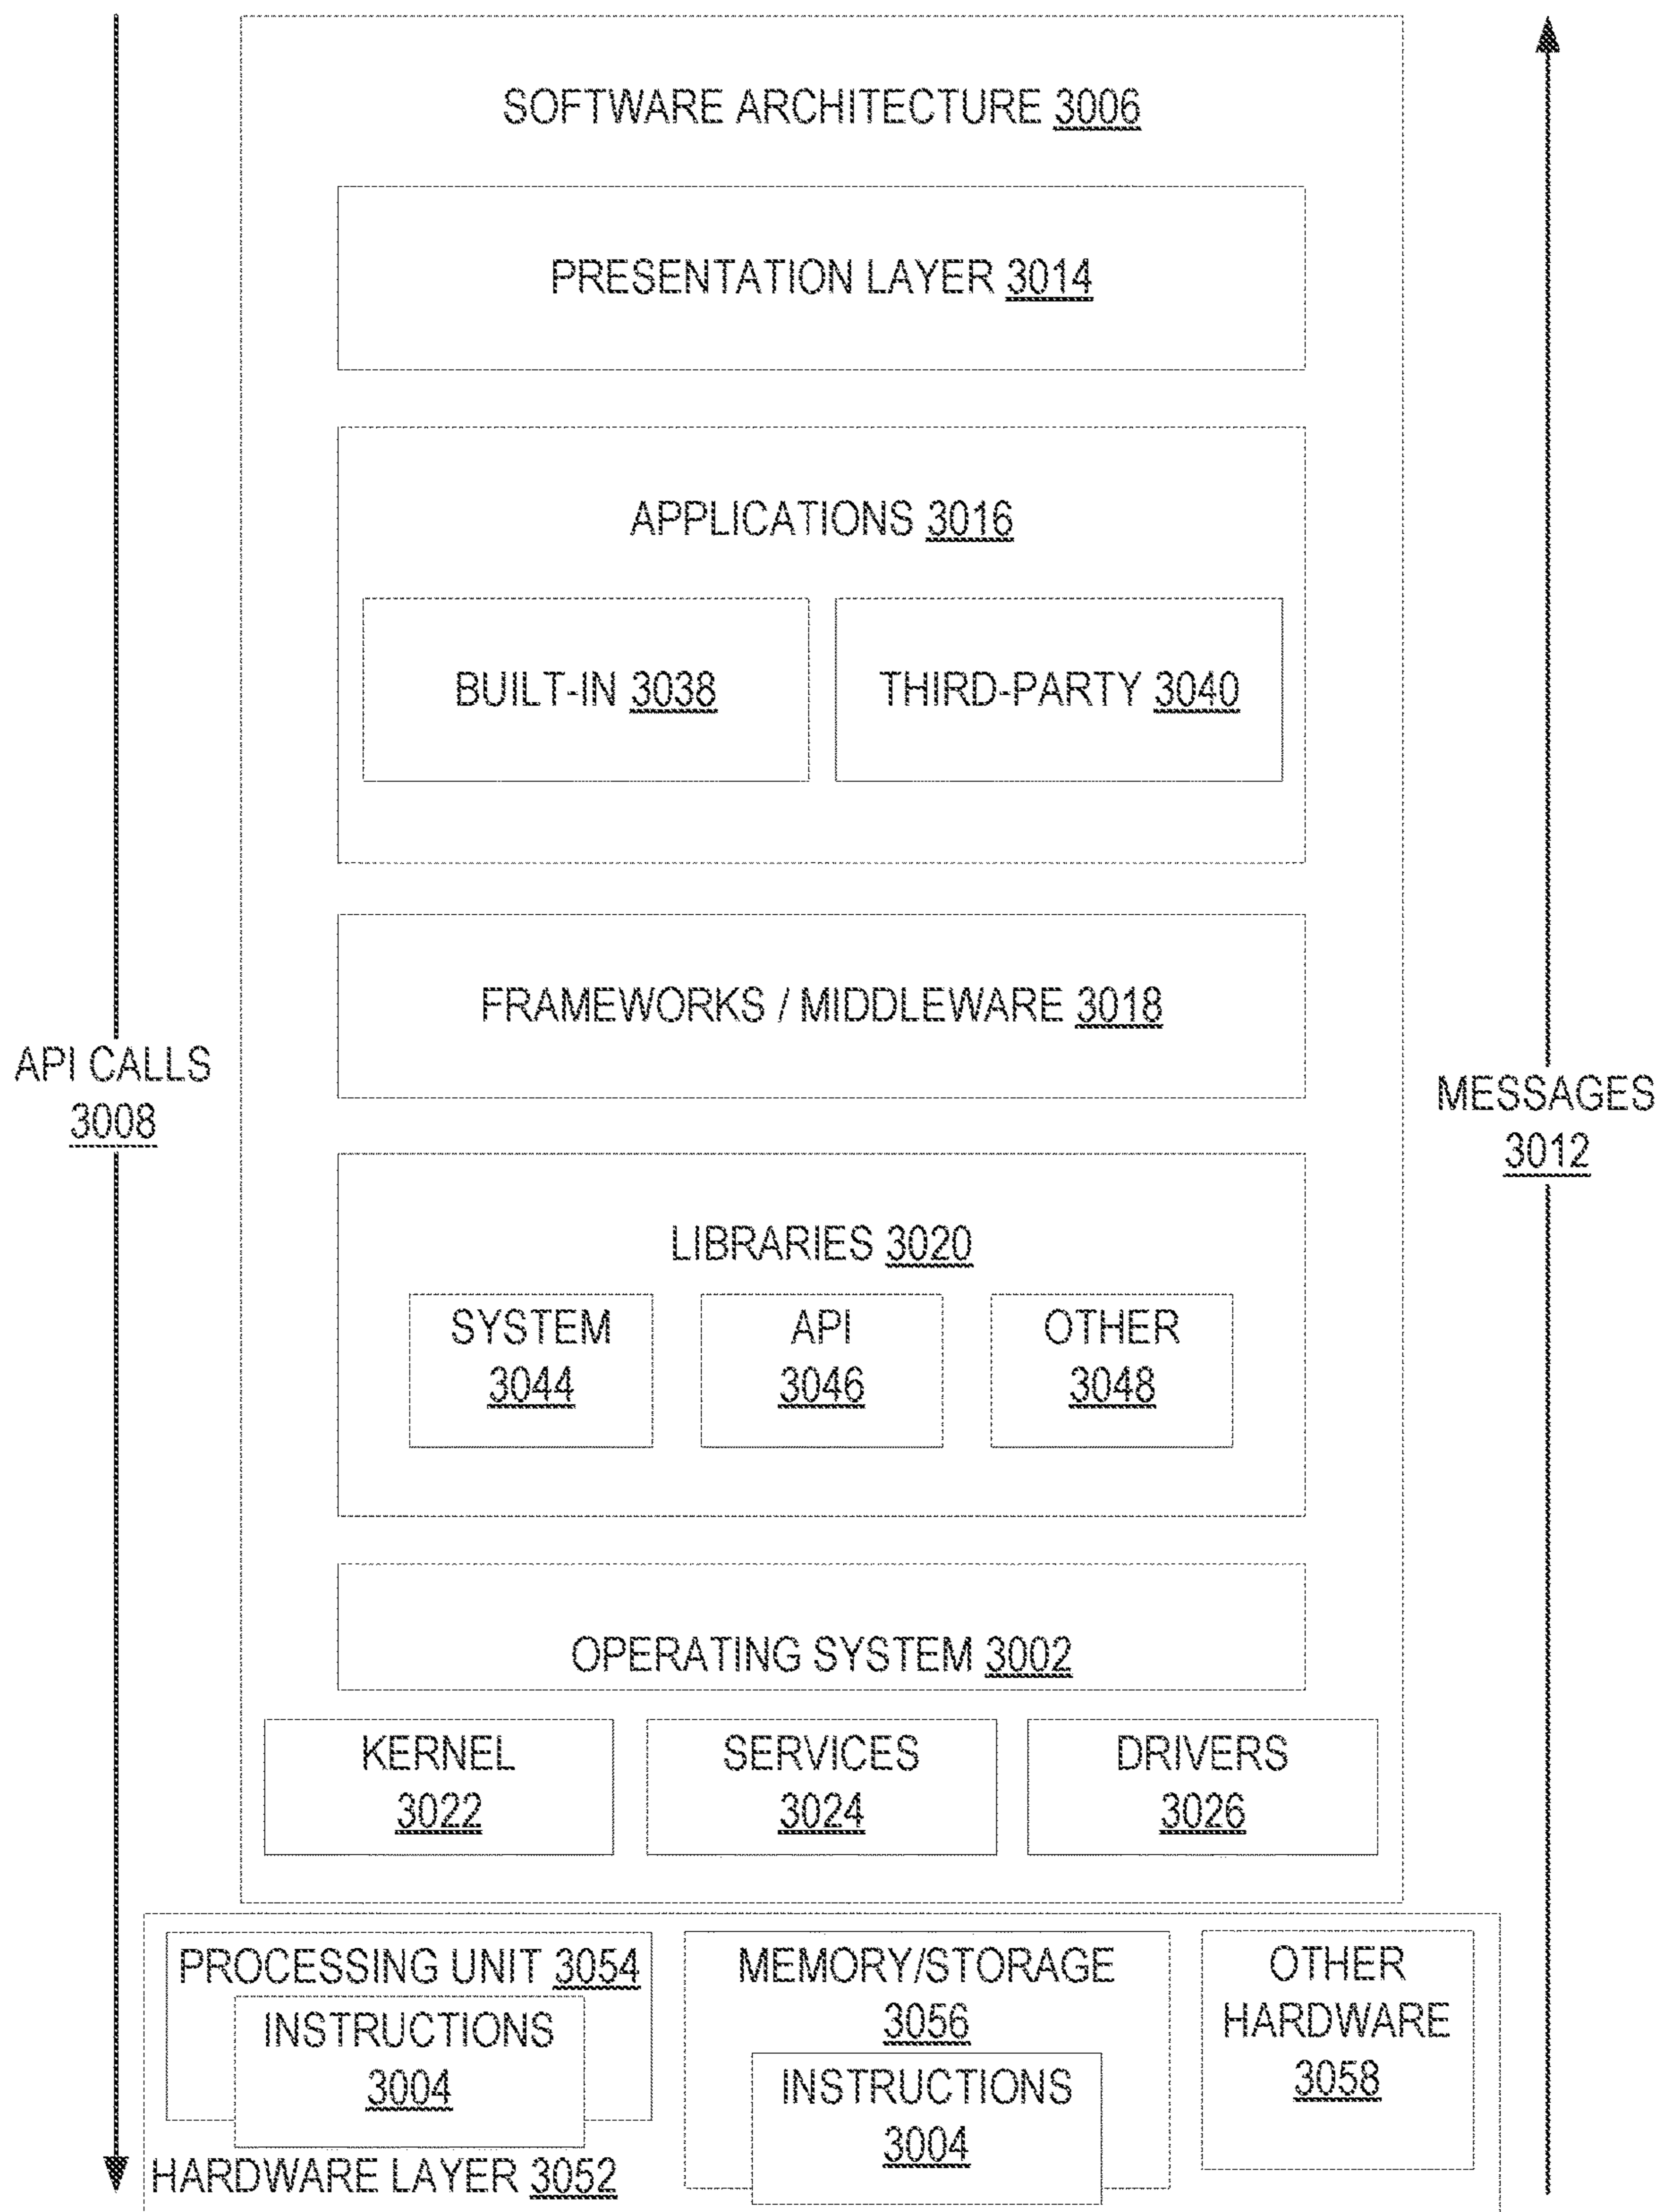 SOFTWARE ARCHITECTURE 3006
PRESENTATION LAYER 3014
APPLICATIONS 3016
BUILT-IN 3038
THIRD-PARTY 3040
FRAMEWORKS / MIDDLEWARE 3018
API CALLS
3008
MESSAGES
3012
LIBRARIES 3020
SYSTEM
3044
API
3046
OTHER
3048
OPERATING SYSTEM 3002
KERNEL
3022
SERVICES
3024
DRIVERS
3026
PROCESSING UNIT 3054
INSTRUCTIONS
3004
MEMORY/STORAGE
3056
INSTRUCTIONS
3004
OTHER
HARDWARE
3058
HARDWARE LAYER 3052